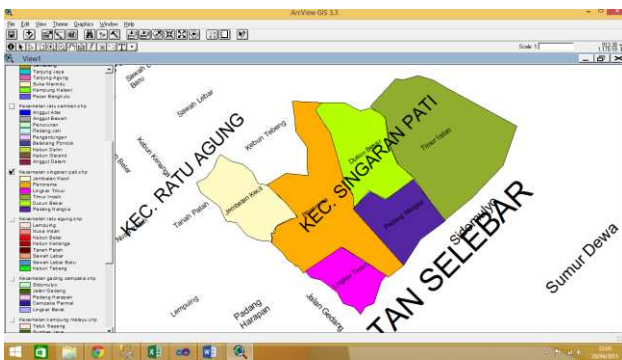 ArcView GIS 3.3
File Edit View Theme Graphics Window Help
Scale 1:
View1
Tanjung Jaya
Tanjung Agung
Suka Merindu
Kampung Kelawi
Pasar Bengkulu
Kecamatan ratu samban.shp
Anggut Atas
Anggut Bawah
Penurunan
Padang Jati
Pengantungan
Belakang Pondok
Kebun Dahri
Kebun Gerand
Anggut Dalam
Kecamatan singaran pati.shp
Jembatan Kecil
Panorama
Lingkar Timur
Timur Indah
Dusun Besar
Padang Nangka
Kecamatan ratu agung.shp
Lempuing
Nusa Indah
Kebun Beler
Kebun Kenanga
Tanah Patah
Sawah Lebar
Sawah Lebar Baru
Kebun Tebeng
Kecamatan gading cempaka.shp
Sidomulyo
Jalan Gedang
Padang Harapan
Cempaka Permai
Lingkar Barat
Kecamatan kampung melayu.shp
Teluk Sepang
Sumber Jaya
Sawah Lebar
Baru
Sawah Lebar
Kebun Tebeng
Kebun Kenanga
Tanah Patah
KEC. RATU AGUNG
KEC. SINGARAN PATI
Dusun Besar
Timur Indah
Jembatan Kecil
Padang Nangka
Lingkar Timur
Sidomulyo
TAN SELEBAR
Sumur Dewa
Lempuing
Padang
Harapan
Jalan Gedang